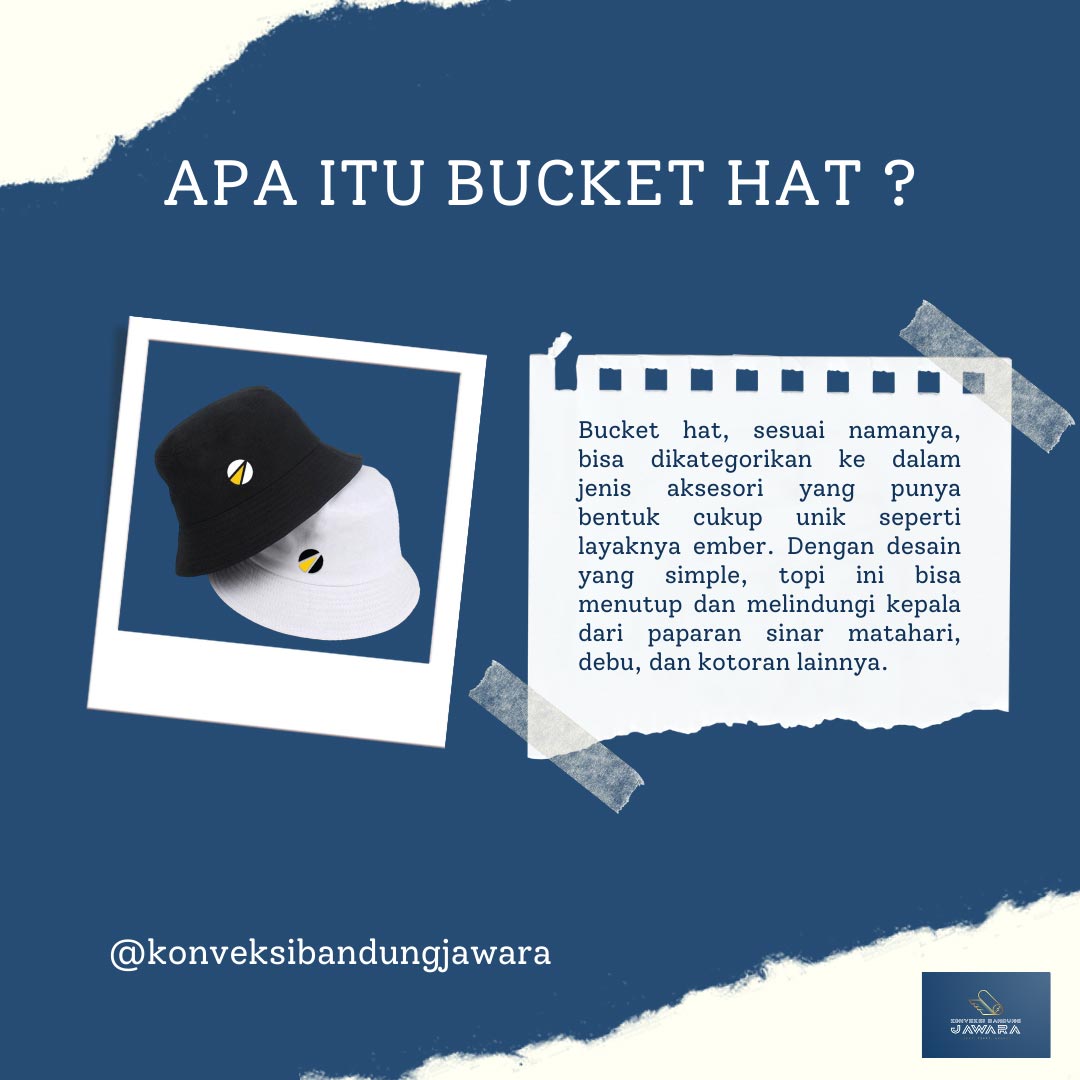 APA ITU BUCKET HAT ?
Bucket hat, sesuai namanya,
bisa dikategorikan ke dalam
jenis aksesori yang punya
bentuk cukup unik seperti
layaknya ember. Dengan desain
yang simple, topi ini bisa
menutup dan melindungi kepala
dari paparan sinar matahari,
debu, dan kotoran lainnya.
@konveksibandungjawara
KONVEKSI BANDUNG
JAWARA